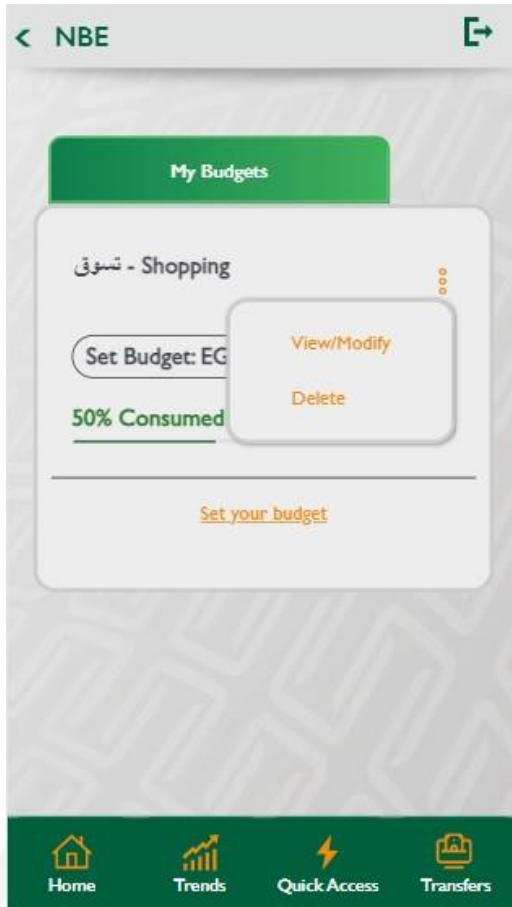 NBE
My Budgets
تسوق - Shopping
View/Modify
Set Budget: EG
Delete
50% Consumed
Set your budget
Home Trends Quick Access Transfers